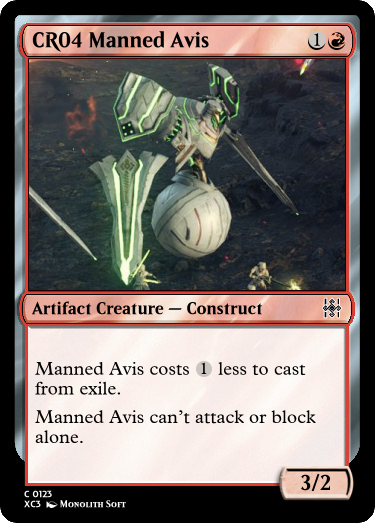 CR04 Manned Avis 1
Artifact Creature — Construct
Manned Avis costs 1 less to cast
from exile.
Manned Avis can't attack or block
alone.
3/2
C 0123
XC3 Monolith Soft